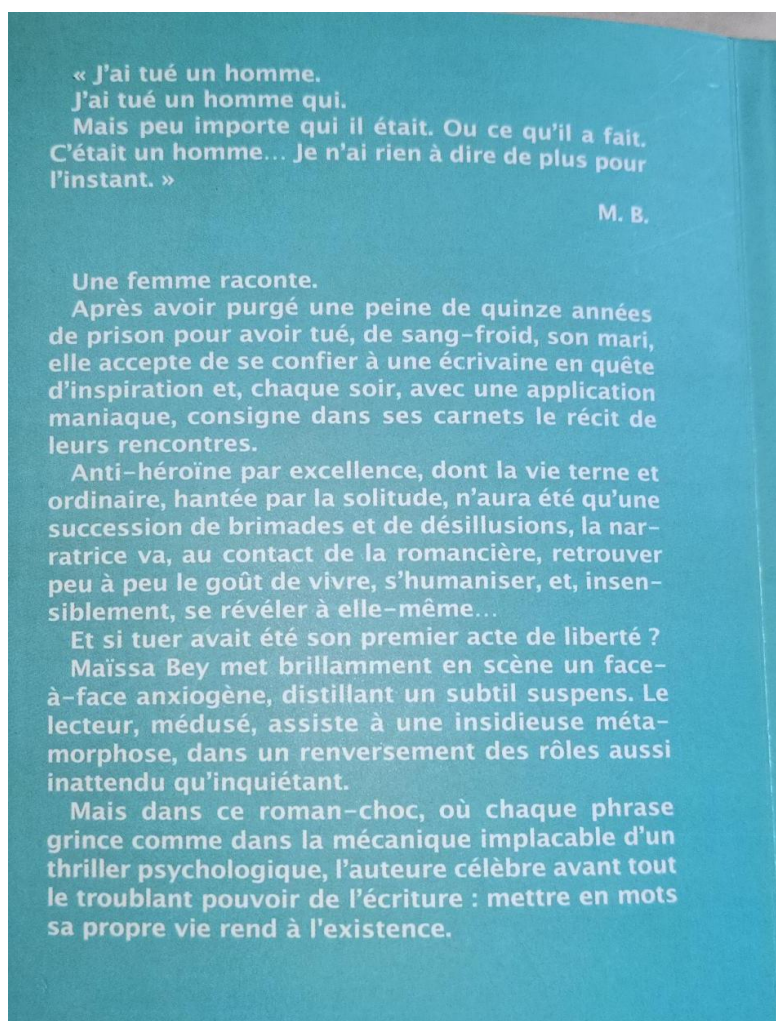 « J'ai tué un homme.
J'ai tué un homme qui.
Mais peu importe qui il était. Ou ce qu'il a fait.
C'était un homme… Je n'ai rien à dire de plus pour
l'instant. »
M. B.
Une femme raconte.
Après avoir purgé une peine de quinze années
de prison pour avoir tué, de sang-froid, son mari,
elle accepte de se confier à une écrivaine en quête
d'inspiration et, chaque soir, avec une application
maniaque, consigne dans ses carnets le récit de
leurs rencontres.
Anti-héroïne par excellence, dont la vie terne et
ordinaire, hantée par la solitude, n'aura été qu'une
succession de brimades et de désillusions, la nar-
ratrice va, au contact de la romancière, retrouver
peu à peu le goût de vivre, s'humaniser, et, insen-
siblement, se révéler à elle-même…
Et si tuer avait été son premier acte de liberté ?
Maïssa Bey met brillamment en scène un face-
à-face anxiogène, distillant un subtil suspens. Le
lecteur, médusé, assiste à une insidieuse méta-
morphose, dans un renversement des rôles aussi
inattendu qu'inquiétant.
Mais dans ce roman-choc, où chaque phrase
grince comme dans la mécanique implacable d'un
thriller psychologique, l'auteure célèbre avant tout
le troublant pouvoir de l'écriture : mettre en mots
sa propre vie rend à l'existence.